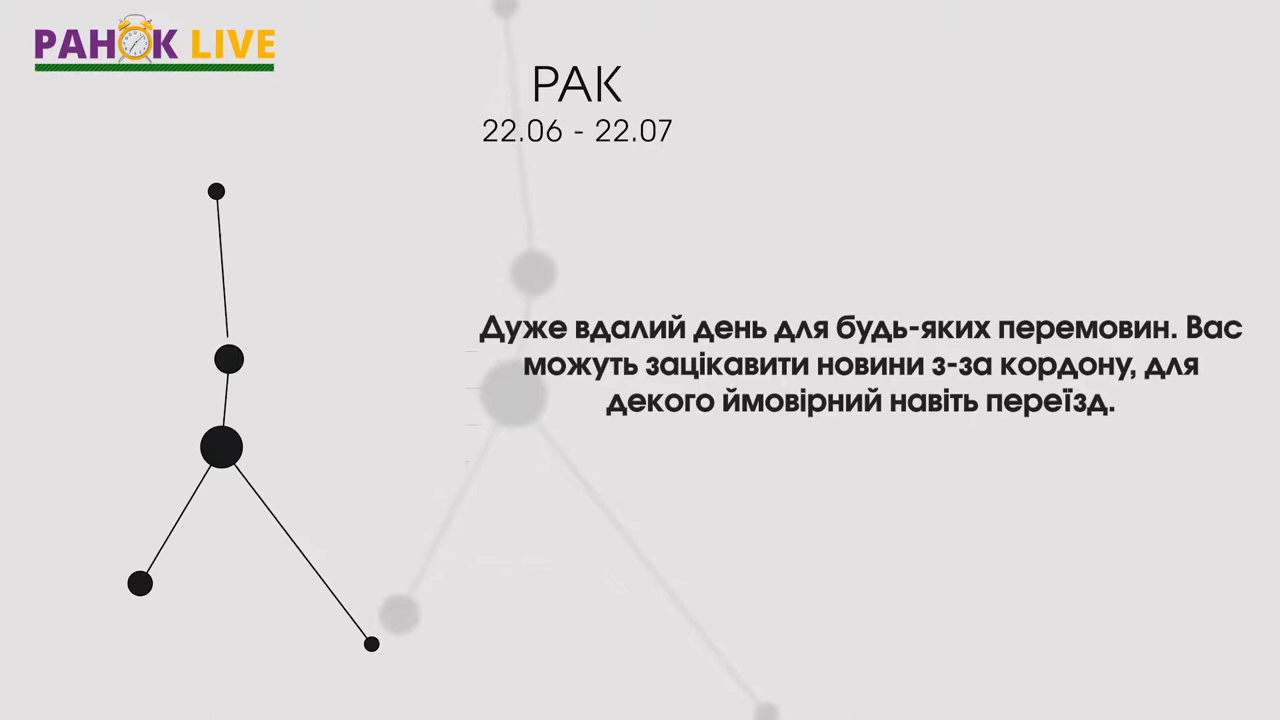 РАНОК LIVE
РАК
22.06 - 22.07
Дуже вдалий день для будь-яких перемовин. Вас
можуть зацікавити новини з-за кордону, для
декого ймовірний навіть переїзд.